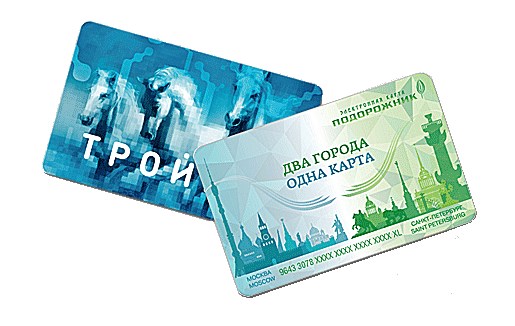 ТРОЙ
ЭЛЕКТРОННАЯ КАРТА
ПОДОРОЖНИК
ДВА ГОРОДА
ОДНА КАРТА
МОСКВА
MOSCOW
САНКТ-ПЕТЕРБУРГ
SAINT PETERSBURG
9643 3078 XXXX XXXX XXXX XXXX XL